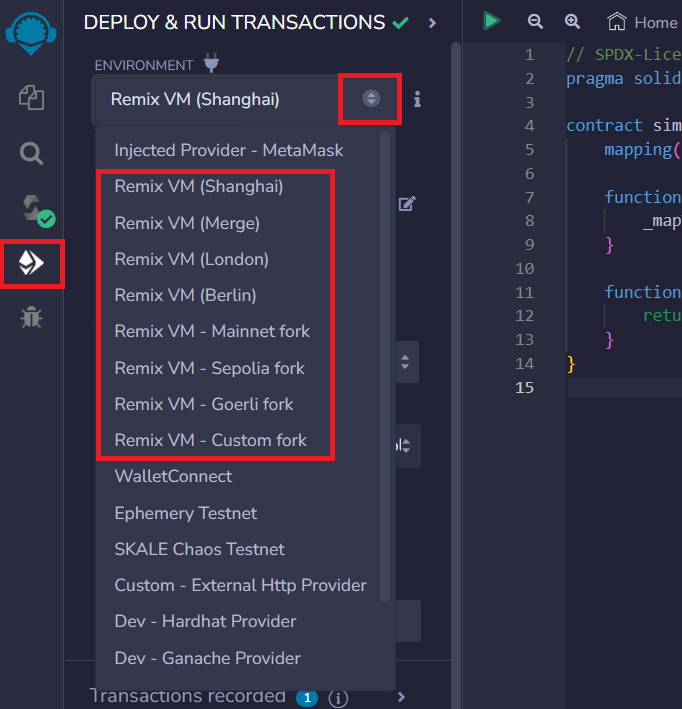 DEPLOY & RUN TRANSACTIONS
ENVIRONMENT
Remix VM (Shanghai)
Injected Provider - MetaMask
Remix VM (Shanghai)
Remix VM (Merge)
Remix VM (London)
Remix VM (Berlin)
Remix VM - Mainnet fork
Remix VM - Sepolia fork
Remix VM - Goerli fork
Remix VM - Custom fork
WalletConnect
Ephemery Testnet
SKALE Chaos Testnet
Custom - External Http Provider
Dev - Hardhat Provider
Dev - Ganache Provider
Transactions recorded 1 i
Home
1 // SPDX-Lice
2 pragma solid
3
4 contract sim
5 mapping(
6
7 function
8 _map
9 }
10
11 function
12 retu
13 }
14 }
15